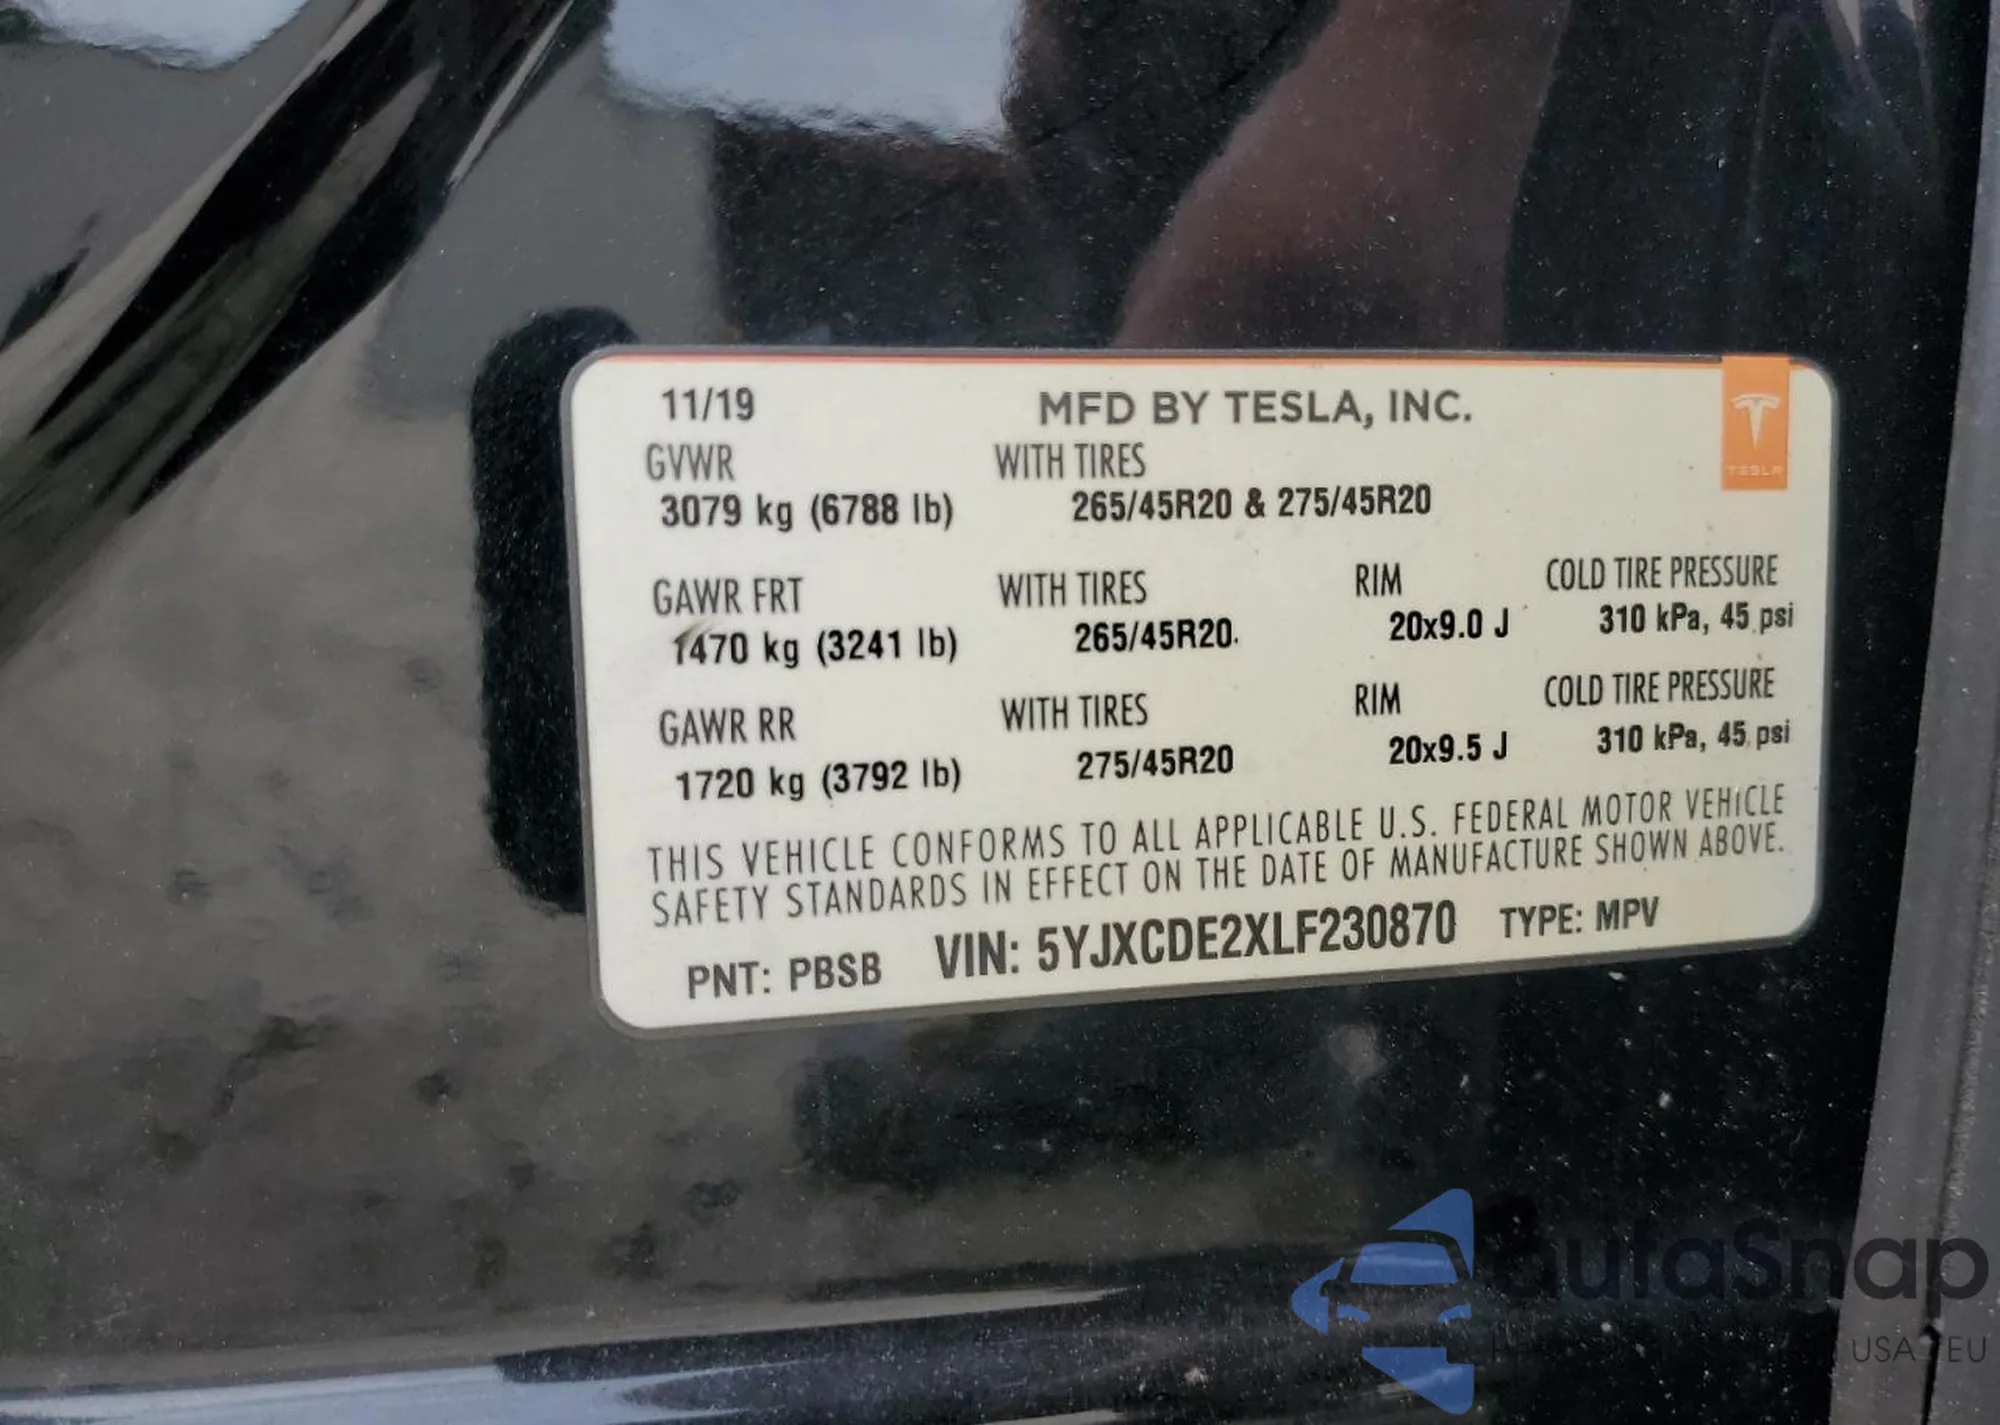 11/19 MFD BY TESLA, INC.
TESLA
GVWR WITH TIRES
3079 kg (6788 lb) 265/45R20 & 275/45R20
GAWR FRT WITH TIRES RIM COLD TIRE PRESSURE
1470 kg (3241 lb) 265/45R20. 20x9.0 J 310 kPa, 45 psi
GAWR RR WITH TIRES RIM COLD TIRE PRESSURE
1720 kg (3792 lb) 275/45R20 20x9.5 J 310 kPa, 45 psi
THIS VEHICLE CONFORMS TO ALL APPLICABLE U.S. FEDERAL MOTOR VEHICLE
SAFETY STANDARDS IN EFFECT ON THE DATE OF MANUFACTURE SHOWN ABOVE.
PNT: PBSB VIN: 5YJXCDE2XLF230870 TYPE: MPV
AutaSnap
USA EU